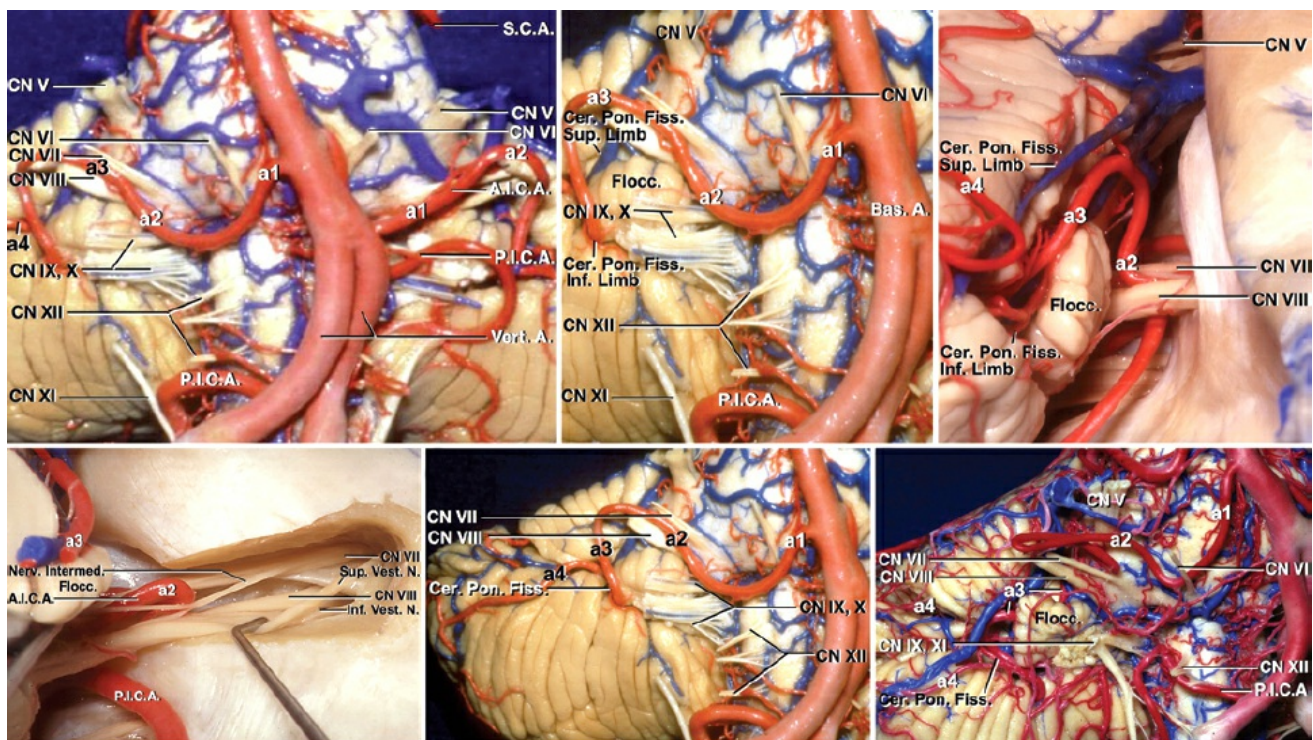 S.C.A.
CN V
CN V
CN VI
CN VI
CN VII
a3
CN VIII
a1
a2
A.I.C.A.
a2
a1
a4
CN IX, X
P.I.C.A.
CN XII
Vert. A.
P.I.C.A.
CN XI
CN V
a3
CN VI
Cer. Pon. Fiss.
Sup. Limb
a1
Flocc.
a2
CN IX, X
Bas. A.
Cer. Pon. Fiss.
Inf. Limb
CN XII
CN XI
P.I.C.A.
CN V
Cer. Pon. Fiss.
Sup. Limb
a4
a3
a2
CN VII
Flocc.
CN VIII
Cer. Pon. Fiss.
Inf. Limb
a3
CN VII
Nerv. Intermed.
Sup. Vest. N.
Flocc.
A.I.C.A.
a2
CN VIII
Inf. Vest. N.
P.I.C.A.
CN VII
CN VIII
a3
a2
a1
a4
Cer. Pon. Fiss.
CN IX, X
CN XII
CN V
a1
a2
CN VII
CN VI
CN VIII
a3
a4
Flocc.
CN IX, XI
CN XII
a4
P.I.C.A
Cer. Pon. Fiss.